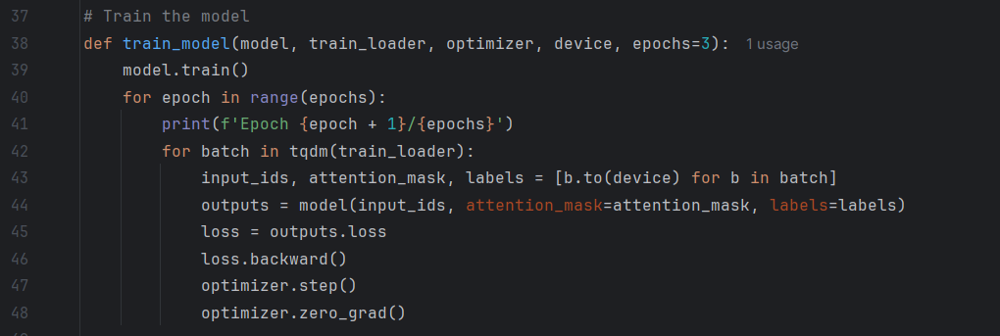 37 # Train the model
38 def train_model(model, train_loader, optimizer, device, epochs=3): 1 usage
39     model.train()
40     for epoch in range(epochs):
41         print(f'Epoch {epoch + 1}/{epochs}')
42         for batch in tqdm(train_loader):
43             input_ids, attention_mask, labels = [b.to(device) for b in batch]
44             outputs = model(input_ids, attention_mask=attention_mask, labels=labels)
45             loss = outputs.loss
46             loss.backward()
47             optimizer.step()
48             optimizer.zero_grad()